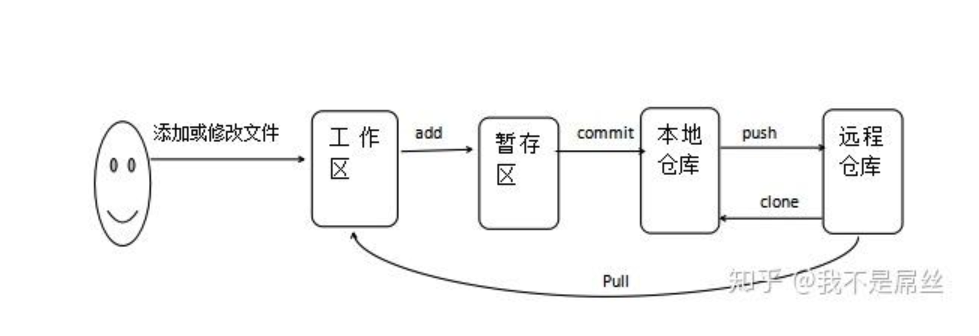 添加或修改文件
工作
区
add
暂存
区
commit
本地
仓库
push
远程
仓库
clone
Pull
知乎 @我不是屌丝